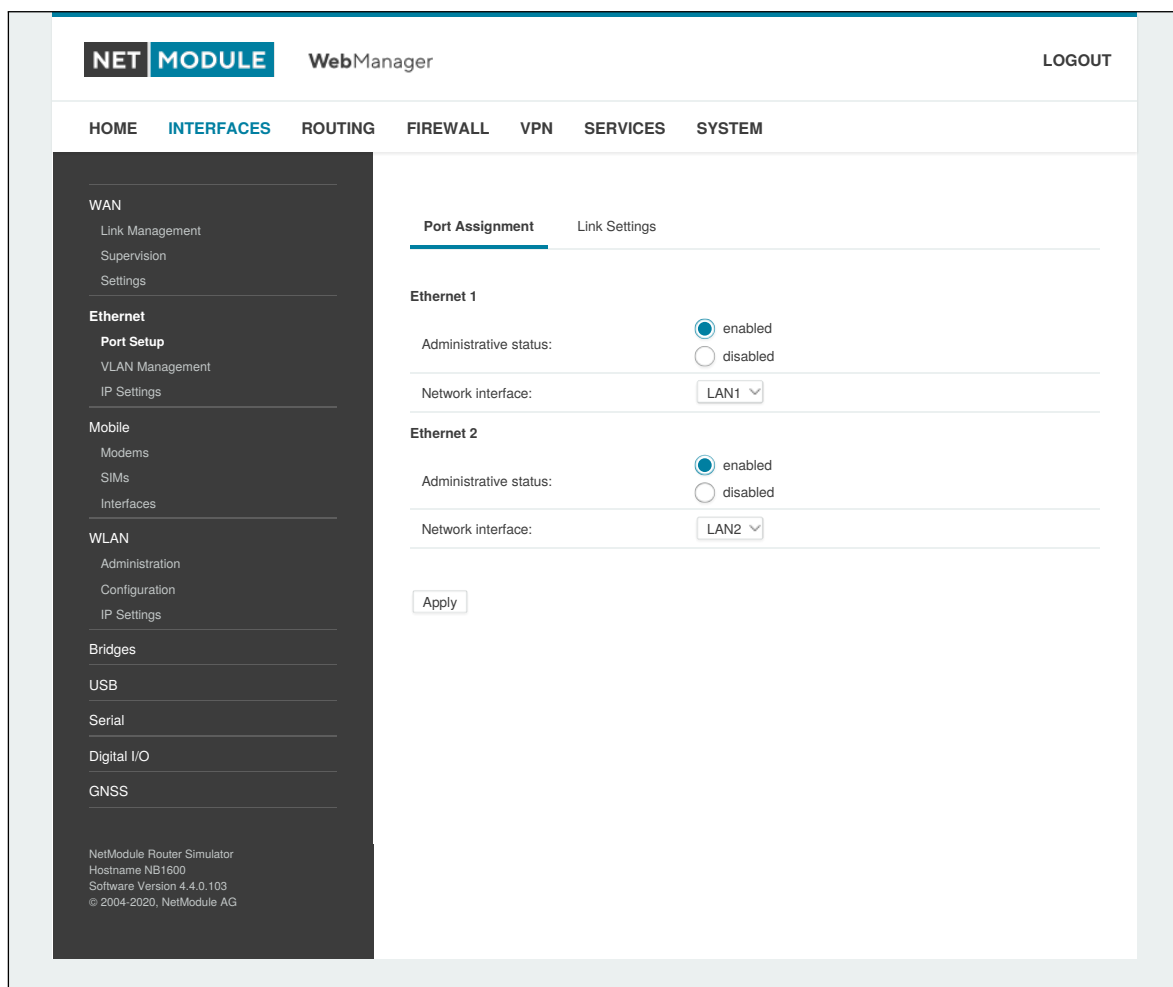 NET MODULE WebManager LOGOUT
HOME INTERFACES ROUTING FIREWALL VPN SERVICES SYSTEM
WAN
Link Management
Supervision
Settings
Ethernet
Port Setup
VLAN Management
IP Settings
Mobile
Modems
SIMs
Interfaces
WLAN
Administration
Configuration
IP Settings
Bridges
USB
Serial
Digital I/O
GNSS
NetModule Router Simulator
Hostname NB1600
Software Version 4.4.0.103
© 2004-2020, NetModule AG
Port Assignment Link Settings
Ethernet 1
Administrative status:
enabled
disabled
Network interface: LAN1
Ethernet 2
Administrative status:
enabled
disabled
Network interface: LAN2
Apply